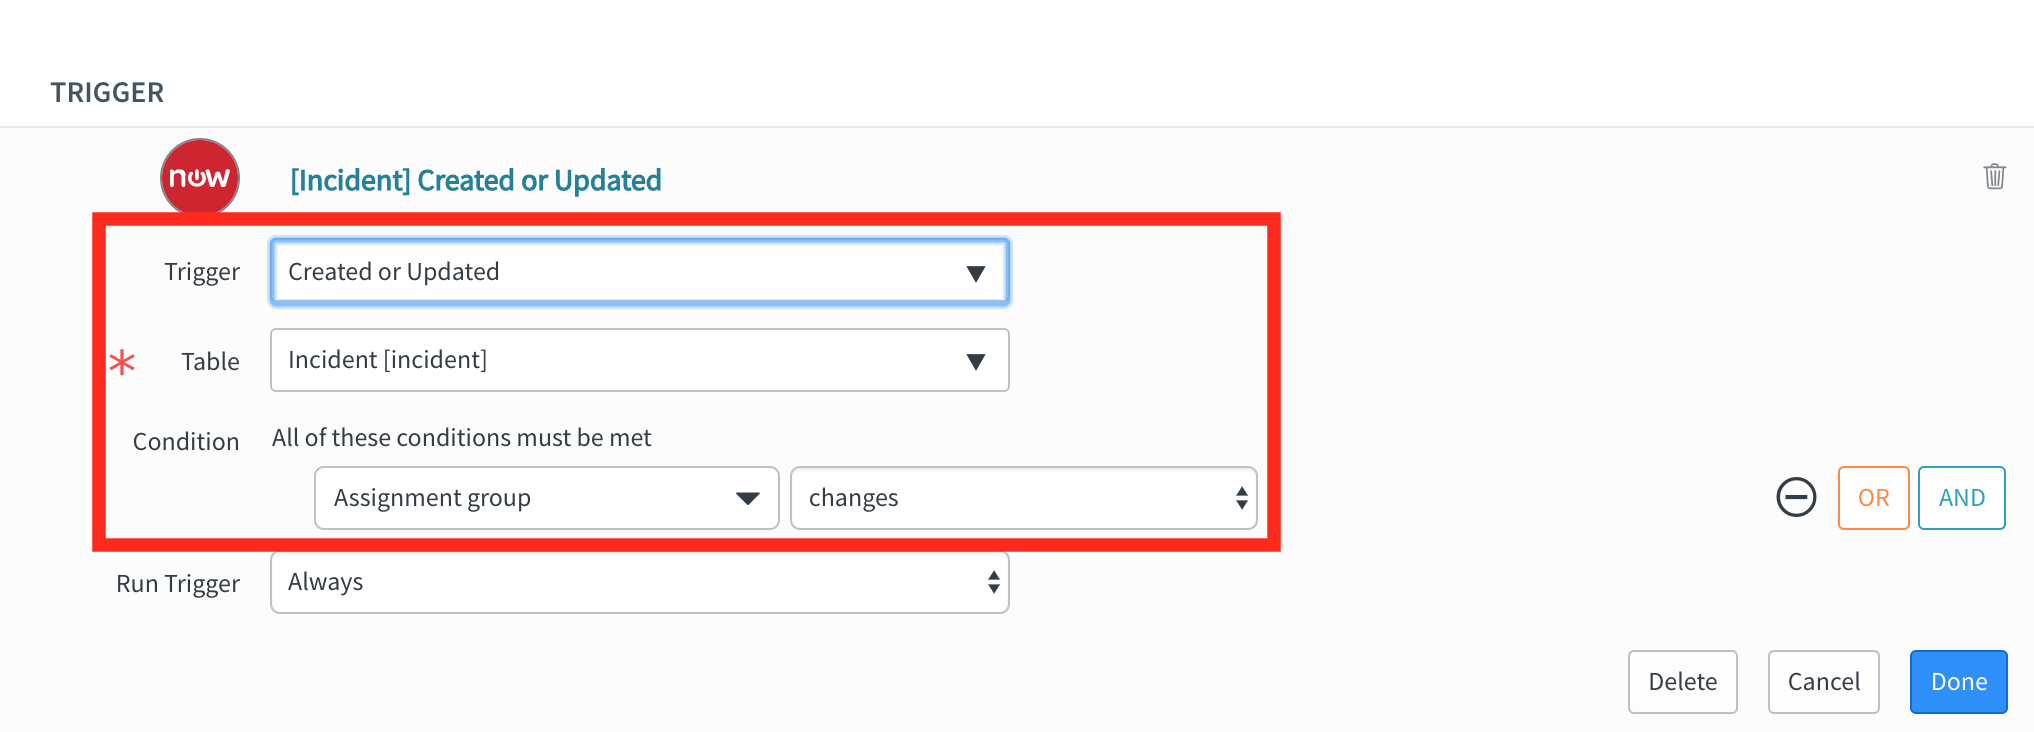 TRIGGER
now
[Incident] Created or Updated
Trigger Created or Updated
* Table Incident [incident]
Condition All of these conditions must be met
Assignment group changes OR AND
Run Trigger Always
Delete Cancel Done